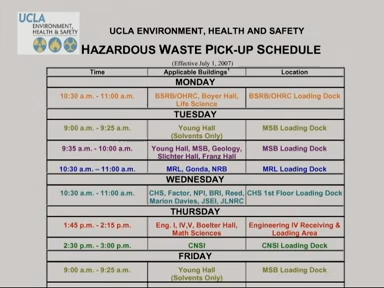 UCLA
ENVIRONMENT,
HEALTH & SAFETY
UCLA ENVIRONMENT, HEALTH AND SAFETY
HAZARDOUS WASTE PICK-UP SCHEDULE
(Effective July 1, 2007)
Time Applicable Buildings* Location
MONDAY
10:30 a.m. - 11:00 a.m. BSRB/OHRC, Boyer Hall, BSRB/OHRC Loading Dock
Life Science
TUESDAY
9:00 a.m. - 9:25 a.m. Young Hall MSB Loading Dock
(Solvents Only)
9:35 a.m. - 10:00 a.m. Young Hall, MSB, Geology, MSB Loading Dock
Slichter Hall, Franz Hall
10:30 a.m. – 11:00 a.m. MRL, Gonda, NRB MRL Loading Dock
WEDNESDAY
10:30 a.m. - 11:00 a.m. CHS, Factor, NPI, BRI, Reed, CHS 1st Floor Loading Dock
Marion Davies, JSEI, JLNRC
THURSDAY
1:45 p.m. - 2:15 p.m. Eng. I, IV,V, Boelter Hall, Engineering IV Receiving &
Math Sciences Loading Area
2:30 p.m. - 3:00 p.m. CNSI CNSI Loading Dock
FRIDAY
9:00 a.m. - 9:25 a.m. Young Hall MSB Loading Dock
(Solvents Only)